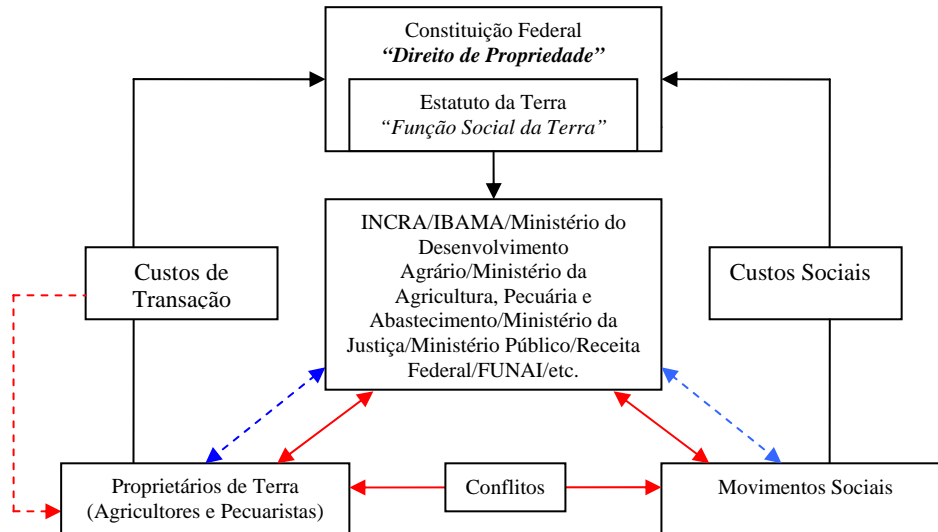 Constituição Federal
“Direito de Propriedade”
Estatuto da Terra
“Função Social da Terra”
INCRA/IBAMA/Ministério do
Desenvolvimento
Agrário/Ministério da
Agricultura, Pecuária e
Abastecimento/Ministério da
Justiça/Ministério Público/Receita
Federal/FUNAI/etc.
Custos de
Transação
Custos Sociais
Proprietários de Terra
(Agricultores e Pecuaristas)
Conflitos
Movimentos Sociais